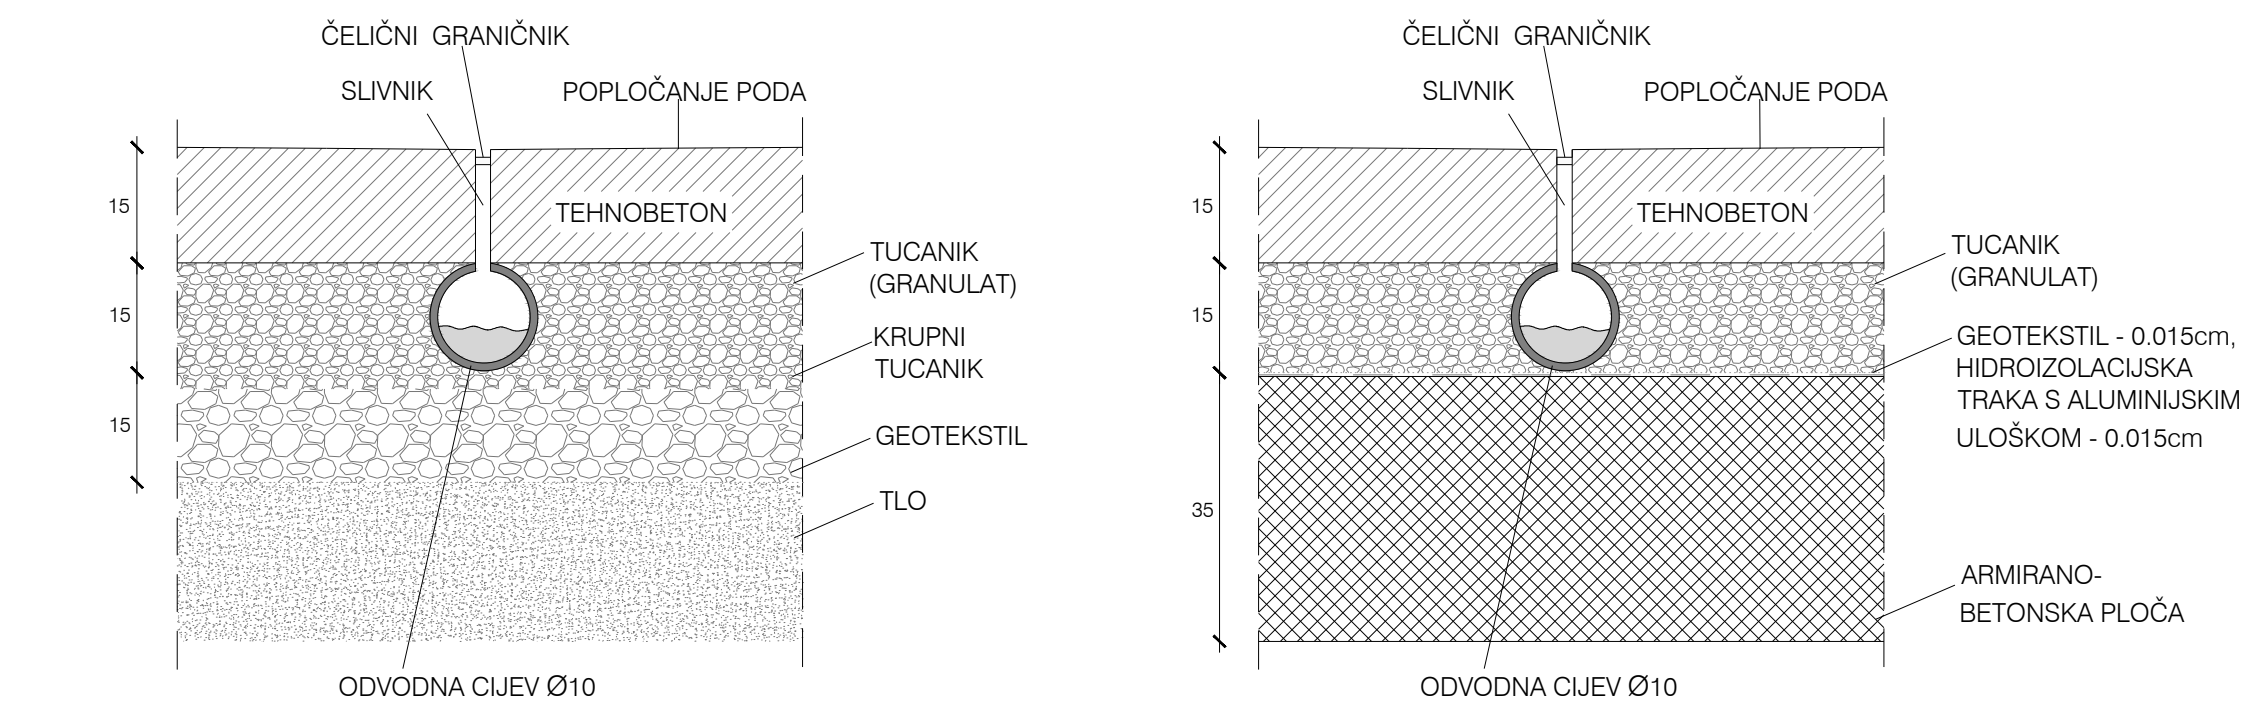 ČELIČNI GRANIČNIK
SLIVNIK
POPLOČANJE PODA
15
TEHNOBETON
TUCANIK
(GRANULAT)
15
KRUPNI
TUCANIK
15
GEOTEKSTIL
TLO
ODVODNA CIJEV Ø10
ČELIČNI GRANIČNIK
SLIVNIK
POPLOČANJE PODA
15
TEHNOBETON
TUCANIK
(GRANULAT)
15
GEOTEKSTIL - 0.015cm,
HIDROIZOLACIJSKA
TRAKA S ALUMINIJSKIM
ULOŠKOM - 0.015cm
35
ARMIRANO-
BETONSKA PLOČA
ODVODNA CIJEV Ø10